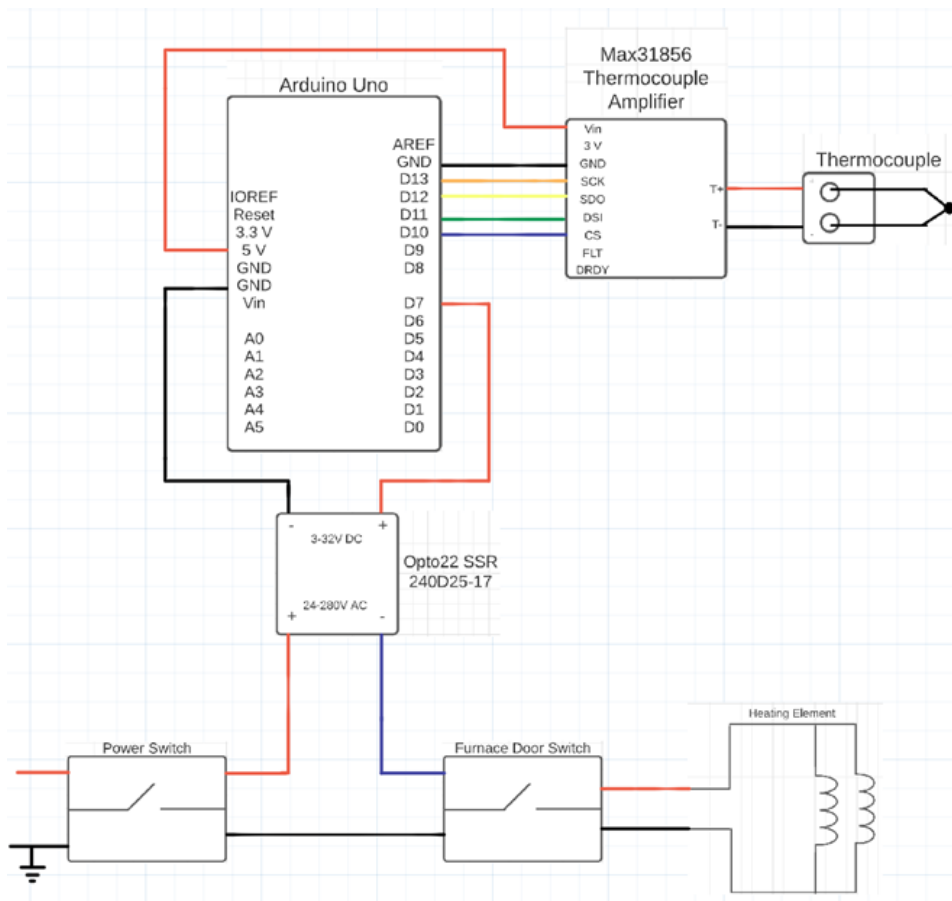 Arduino Uno
IOREF
Reset
3.3 V
5 V
GND
GND
Vin
A0
A1
A2
A3
A4
A5
AREF
GND
D13
D12
D11
D10
D9
D8
D7
D6
D5
D4
D3
D2
D1
D0
Max31856
Thermocouple
Amplifier
Vin
3 V
GND
SCK
SDO
DSI
CS
FLT
DRDY
T+
T-
Thermocouple
- +
3-32V DC
24-280V AC
+ -
Opto22 SSR
240D25-17
Power Switch
Furnace Door Switch
Heating Element